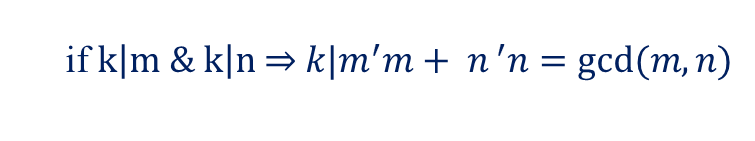 if k|m & k|n ⇒ k|m′m + n′n = gcd(m, n)